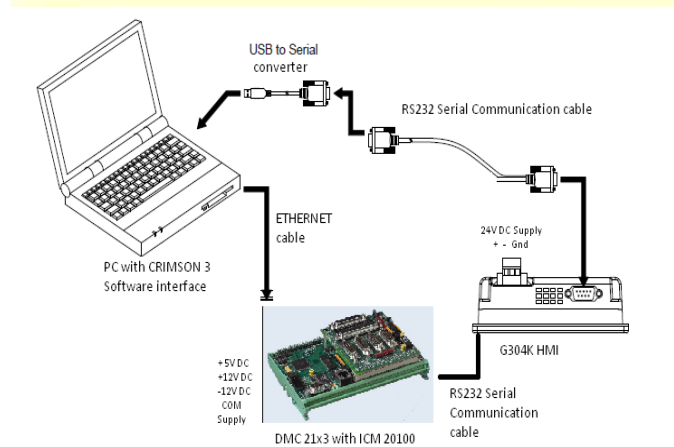 USB to Serial
converter
RS232 Serial Communication cable
ETHERNET
cable
24V DC Supply
+ - Gnd
PC with CRIMSON 3
Software interface
G304K HMI
+5V DC
+12V DC
-12V DC
COM
Supply
RS232 Serial
Communication
cable
DMC 21x3 with ICM 20100